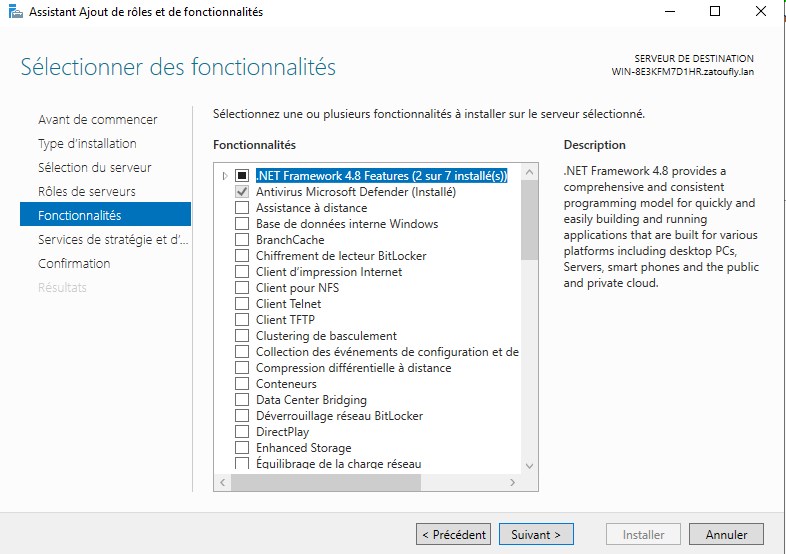 Assistant Ajout de rôles et de fonctionnalités
Sélectionner des fonctionnalités
SERVEUR DE DESTINATION
WIN-8E3KFM7D1HR.zatoufly.lan
Avant de commencer
Type d'installation
Sélection du serveur
Rôles de serveurs
Fonctionnalités
Services de stratégie et d'...
Confirmation
Résultats
Sélectionnez une ou plusieurs fonctionnalités à installer sur le serveur sélectionné.
Fonctionnalités
.NET Framework 4.8 Features (2 sur 7 installé(s))
Antivirus Microsoft Defender (Installé)
Assistance à distance
Base de données interne Windows
BranchCache
Chiffrement de lecteur BitLocker
Client d'impression Internet
Client pour NFS
Client Telnet
Client TFTP
Clustering de basculement
Collection des événements de configuration et de
Compression différentielle à distance
Conteneurs
Data Center Bridging
Déverrouillage réseau BitLocker
DirectPlay
Enhanced Storage
Équilibrage de la charge réseau
Description
.NET Framework 4.8 provides a
comprehensive and consistent
programming model for quickly and
easily building and running
applications that are built for various
platforms including desktop PCs,
Servers, smart phones and the public
and private cloud.
< Précédent
Suivant >
Installer
Annuler